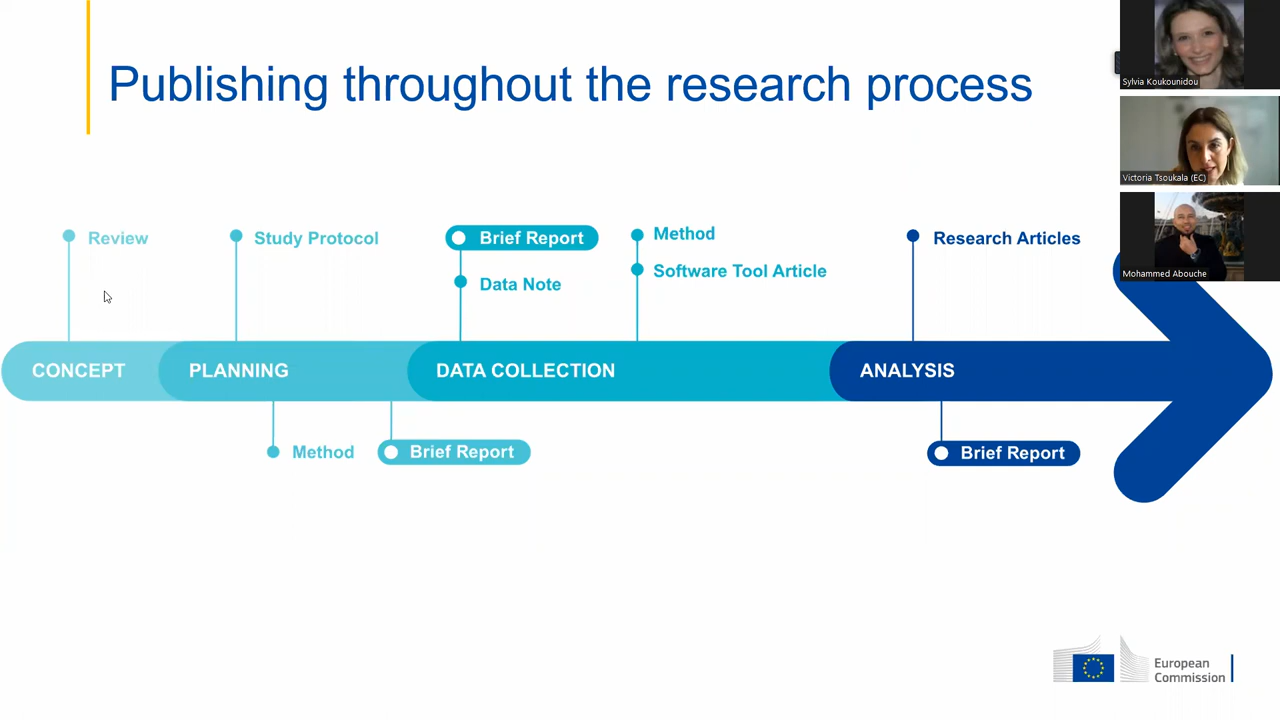 Publishing throughout the research process
Sylvia Koukounidou
Victoria Tsoukala (EC)
Mohammed Abouche
Review
Study Protocol
Brief Report
Data Note
Method
Software Tool Article
Research Articles
CONCEPT
PLANNING
DATA COLLECTION
ANALYSIS
Method
Brief Report
Brief Report
European
Commission